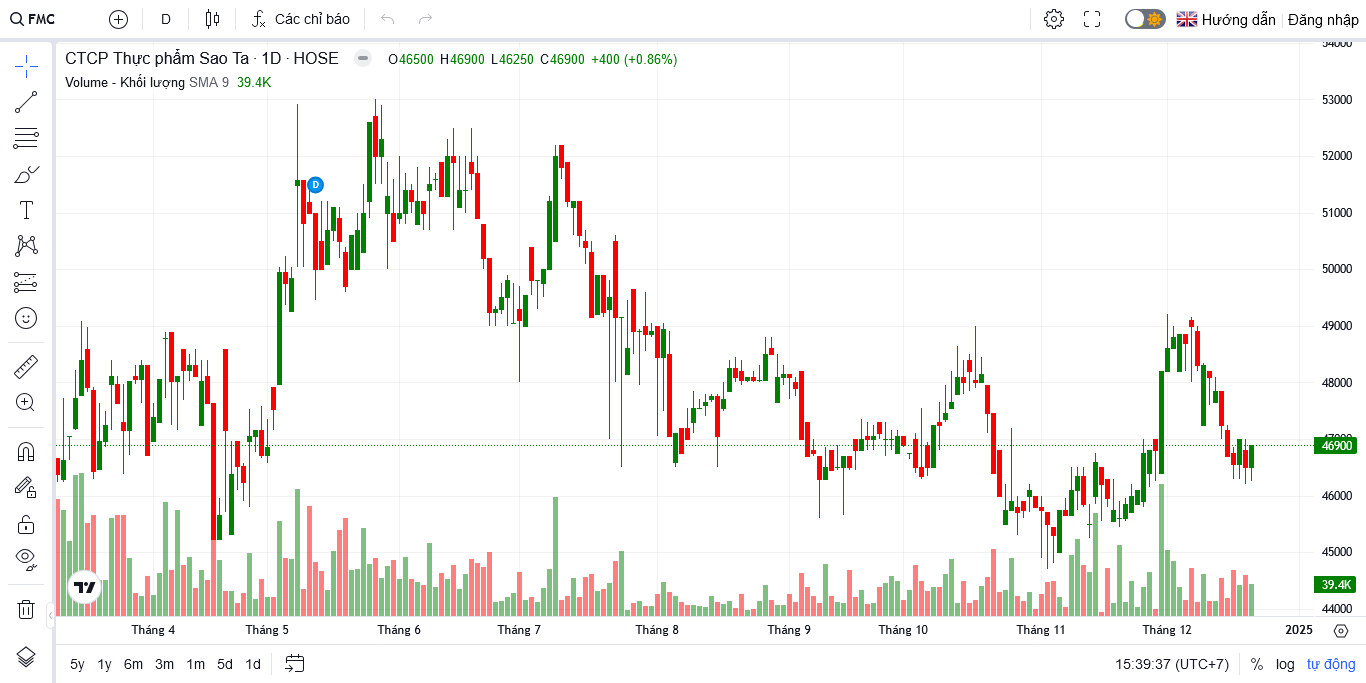 FMC D Các chỉ báo Hướng dẫn Đăng nhập
CTCP Thực phẩm Sao Ta · 1D · HOSE O46500 H46900 L46250 C46900 +400 (+0.86%)
Volume - Khối lượng SMA 9 39.4K
54000
53000
52000
D
51000
50000
49000
48000
47000
46900
46000
45000
39.4K
44000
Tháng 4 Tháng 5 Tháng 6 Tháng 7 Tháng 8 Tháng 9 Tháng 10 Tháng 11 Tháng 12 2025
5y 1y 6m 3m 1m 5d 1d 15:39:37 (UTC+7) % log tự động